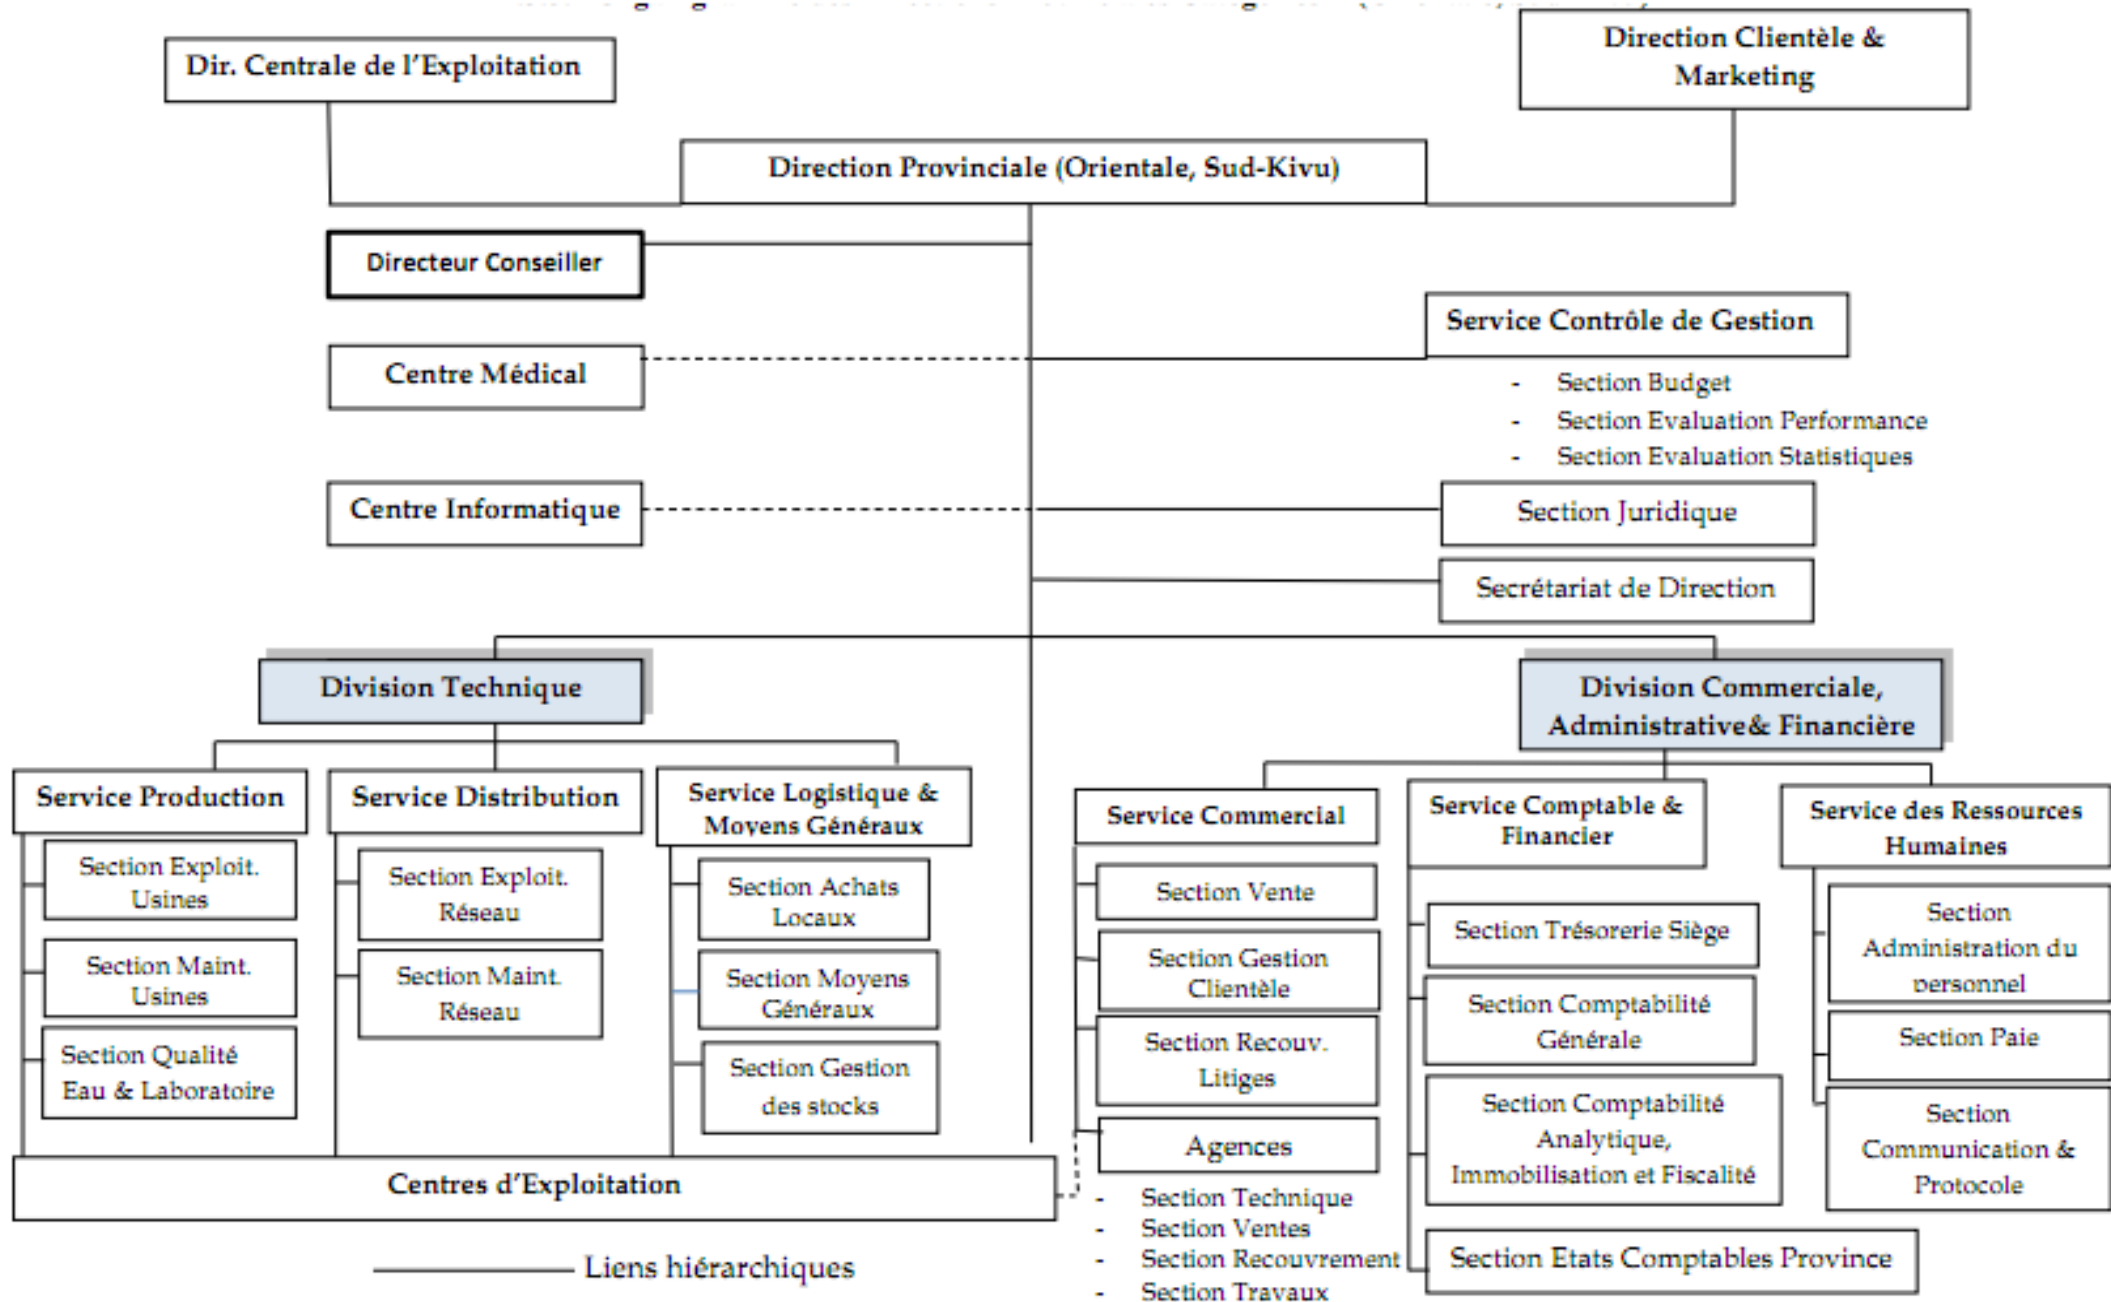 Dir. Centrale de l'Exploitation
Direction Clientèle &
Marketing
Direction Provinciale (Orientale, Sud-Kivu)
Directeur Conseiller
Service Contrôle de Gestion
Centre Médical
- Section Budget
- Section Evaluation Performance
- Section Evaluation Statistiques
Centre Informatique
Section Juridique
Secrétariat de Direction
Division Technique
Division Commerciale,
Administrative& Financière
Service Production
Service Distribution
Service Logistique &
Moyens Généraux
Service Commercial
Service Comptable &
Financier
Service des Ressources
Humaines
Section Exploit.
Usines
Section Maint.
Usines
Section Qualité
Eau & Laboratoire
Section Exploit.
Réseau
Section Maint.
Réseau
Section Achats
Locaux
Section Moyens
Généraux
Section Gestion
des stocks
Section Vente
Section Gestion
Clientèle
Section Recouv.
Litiges
Agences
- Section Technique
- Section Ventes
- Section Recouvrement
- Section Travaux
Section Trésorerie Siège
Section Comptabilité
Générale
Section Comptabilité
Analytique,
Immobilisation et Fiscalité
Section Etats Comptables Province
Section
Administration du
personnel
Section Paie
Section
Communication &
Protocole
Centres d'Exploitation
Liens hiérarchiques